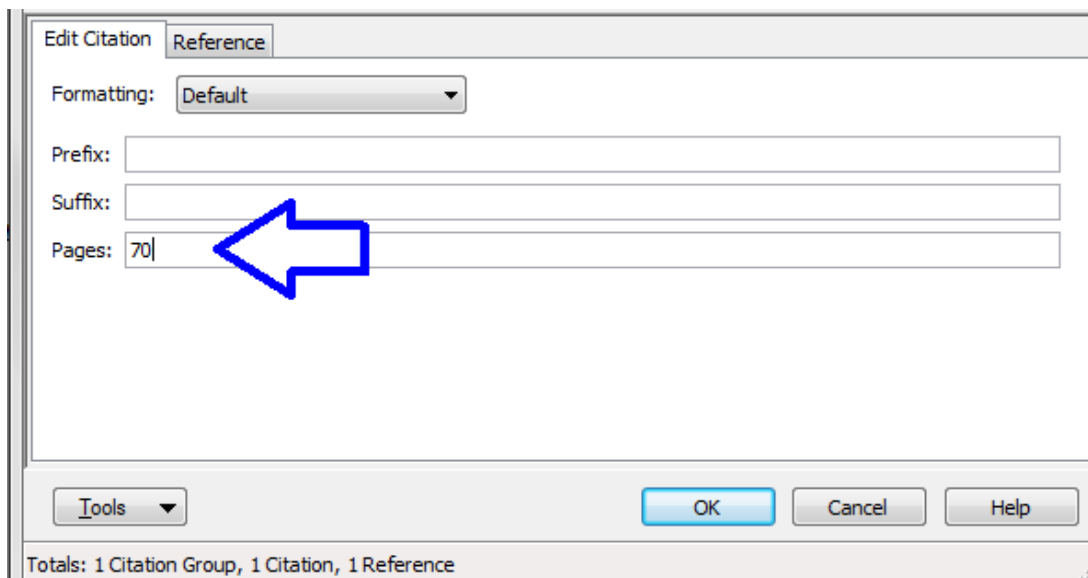 Edit Citation Reference
Formatting: Default
Prefix:
Suffix:
Pages: 70
Tools OK Cancel Help
Totals: 1 Citation Group, 1 Citation, 1 Reference